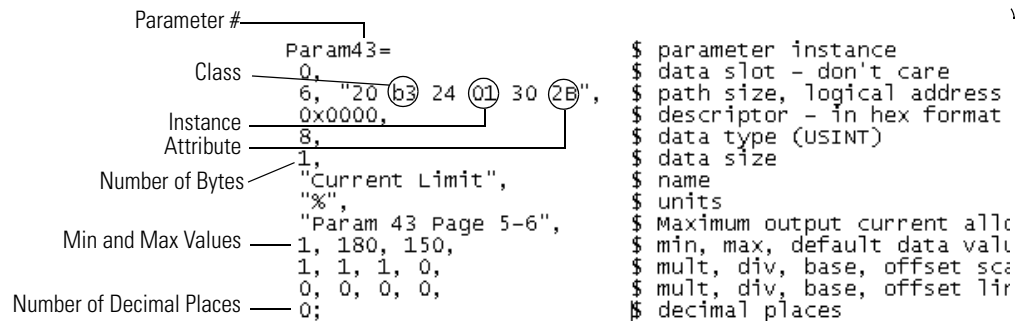 Parameter #
Param43= $ parameter instance
Class
0, $ data slot - don't care
6, "20 b3 24 01 30 2B", $ path size, logical address
Instance
0x0000, $ descriptor - in hex format
Attribute
8, $ data type (USINT)
Number of Bytes
1, $ data size
"Current Limit", $ name
"%", $ units
"Param 43 Page 5-6", $ Maximum output current
Min and Max Values
1, 180, 150, $ min, max, default data
1, 1, 1, 0, $ mult, div, base, offset
0, 0, 0, 0, $ mult, div, base, offset
Number of Decimal Places
0; $ decimal places